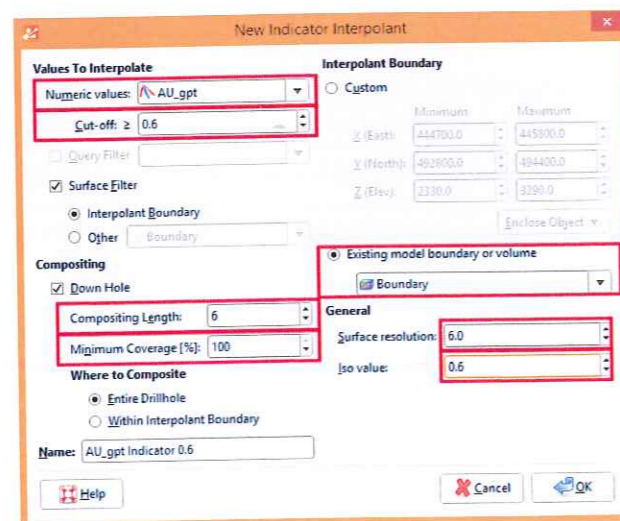 New Indicator Interpolant
Values To Interpolate
Numeric values: AU_gpt
Cut-off: ≥ 0.6
Query Filter
Surface Filter
Interpolant Boundary
Other Boundary
Compositing
Down Hole
Compositing Length: 6
Minimum Coverage [%]: 100
Where to Composite
Entire Drillhole
Within Interpolant Boundary
Name: AU_gpt Indicator 0.6
Help
Interpolant Boundary
Custom
Minimum Maximum
X (East): 444700.0 445800.0
Y (North): 492800.0 494400.0
Z (Elev): 2330.0 3290.0
Enclose Object
Existing model boundary or volume
Boundary
General
Surface resolution: 6.0
Iso value: 0.6
Cancel OK